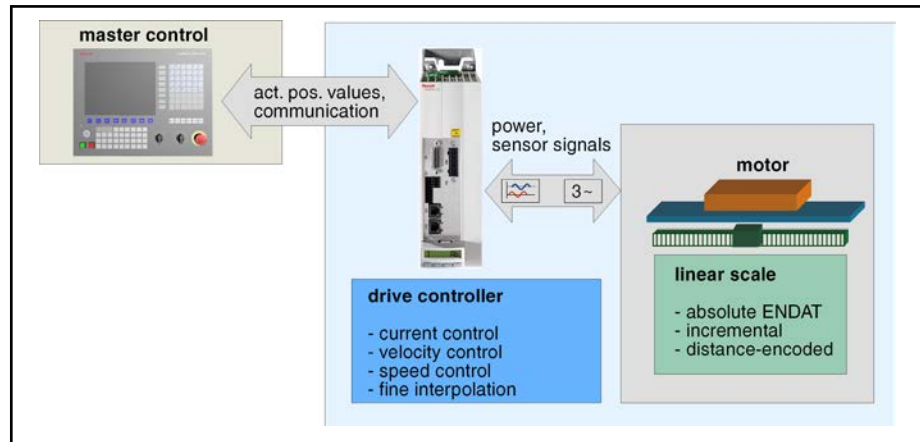 master control
act. pos. values,
communication
power,
sensor signals
3~
motor
drive controller
- current control
- velocity control
- speed control
- fine interpolation
linear scale
- absolute ENDAT
- incremental
- distance-encoded